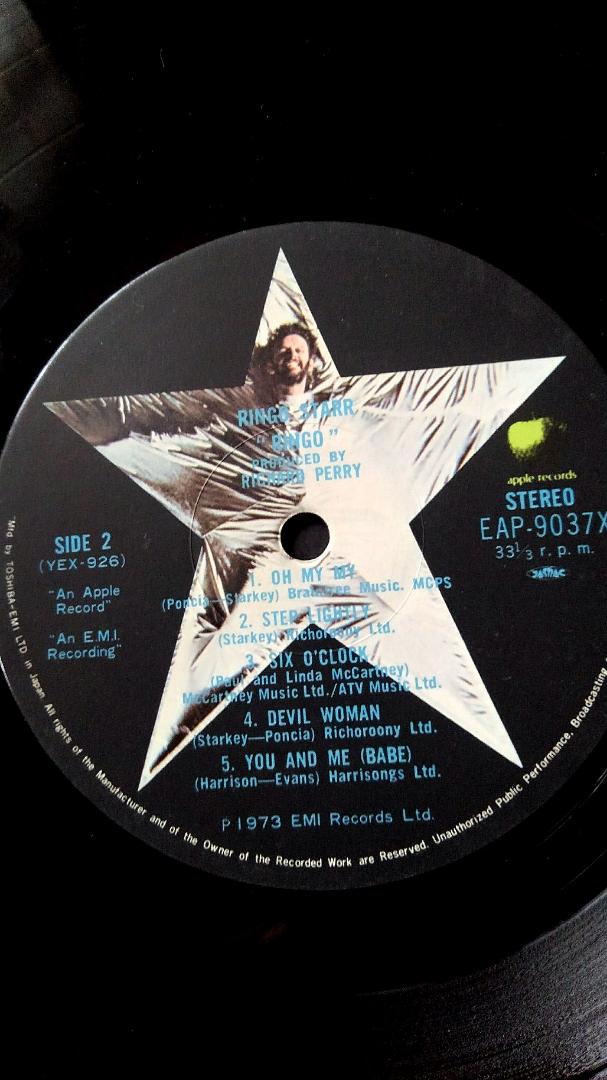 RINGO STARR
"RINGO"
PRODUCED BY
RICHARD PERRY
apple records
STEREO
EAP-9037X
33 1/3 r. p. m.
SIDE 2
(YEX-926)
"An Apple
Record"
"An E.M.I.
Recording"
1. OH MY MY
(Poncia—Starkey) Braintree Music. MCPS
2. STEP LIGHTLY
(Starkey) Richoroony Ltd.
3. SIX O'CLOCK
(Paul and Linda McCartney)
McCartney Music Ltd./ATV Music Ltd.
4. DEVIL WOMAN
(Starkey—Poncia) Richoroony Ltd.
5. YOU AND ME (BABE)
(Harrison—Evans) Harrisongs Ltd.
P 1973 EMI Records Ltd.
Mfd by TOSHIBA-EMI LTD. in Japan All rights of the Manufacturer and of the Owner of the Recorded Work are Reserved. Unauthorized Public Performance. Broadcasting